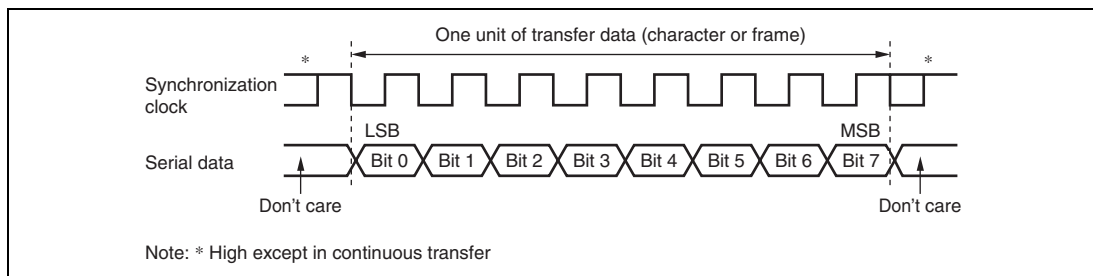 One unit of transfer data (character or frame)
* *
Synchronization
clock
LSB MSB
Serial data Bit 0 Bit 1 Bit 2 Bit 3 Bit 4 Bit 5 Bit 6 Bit 7
Don't care Don't care
Note: * High except in continuous transfer